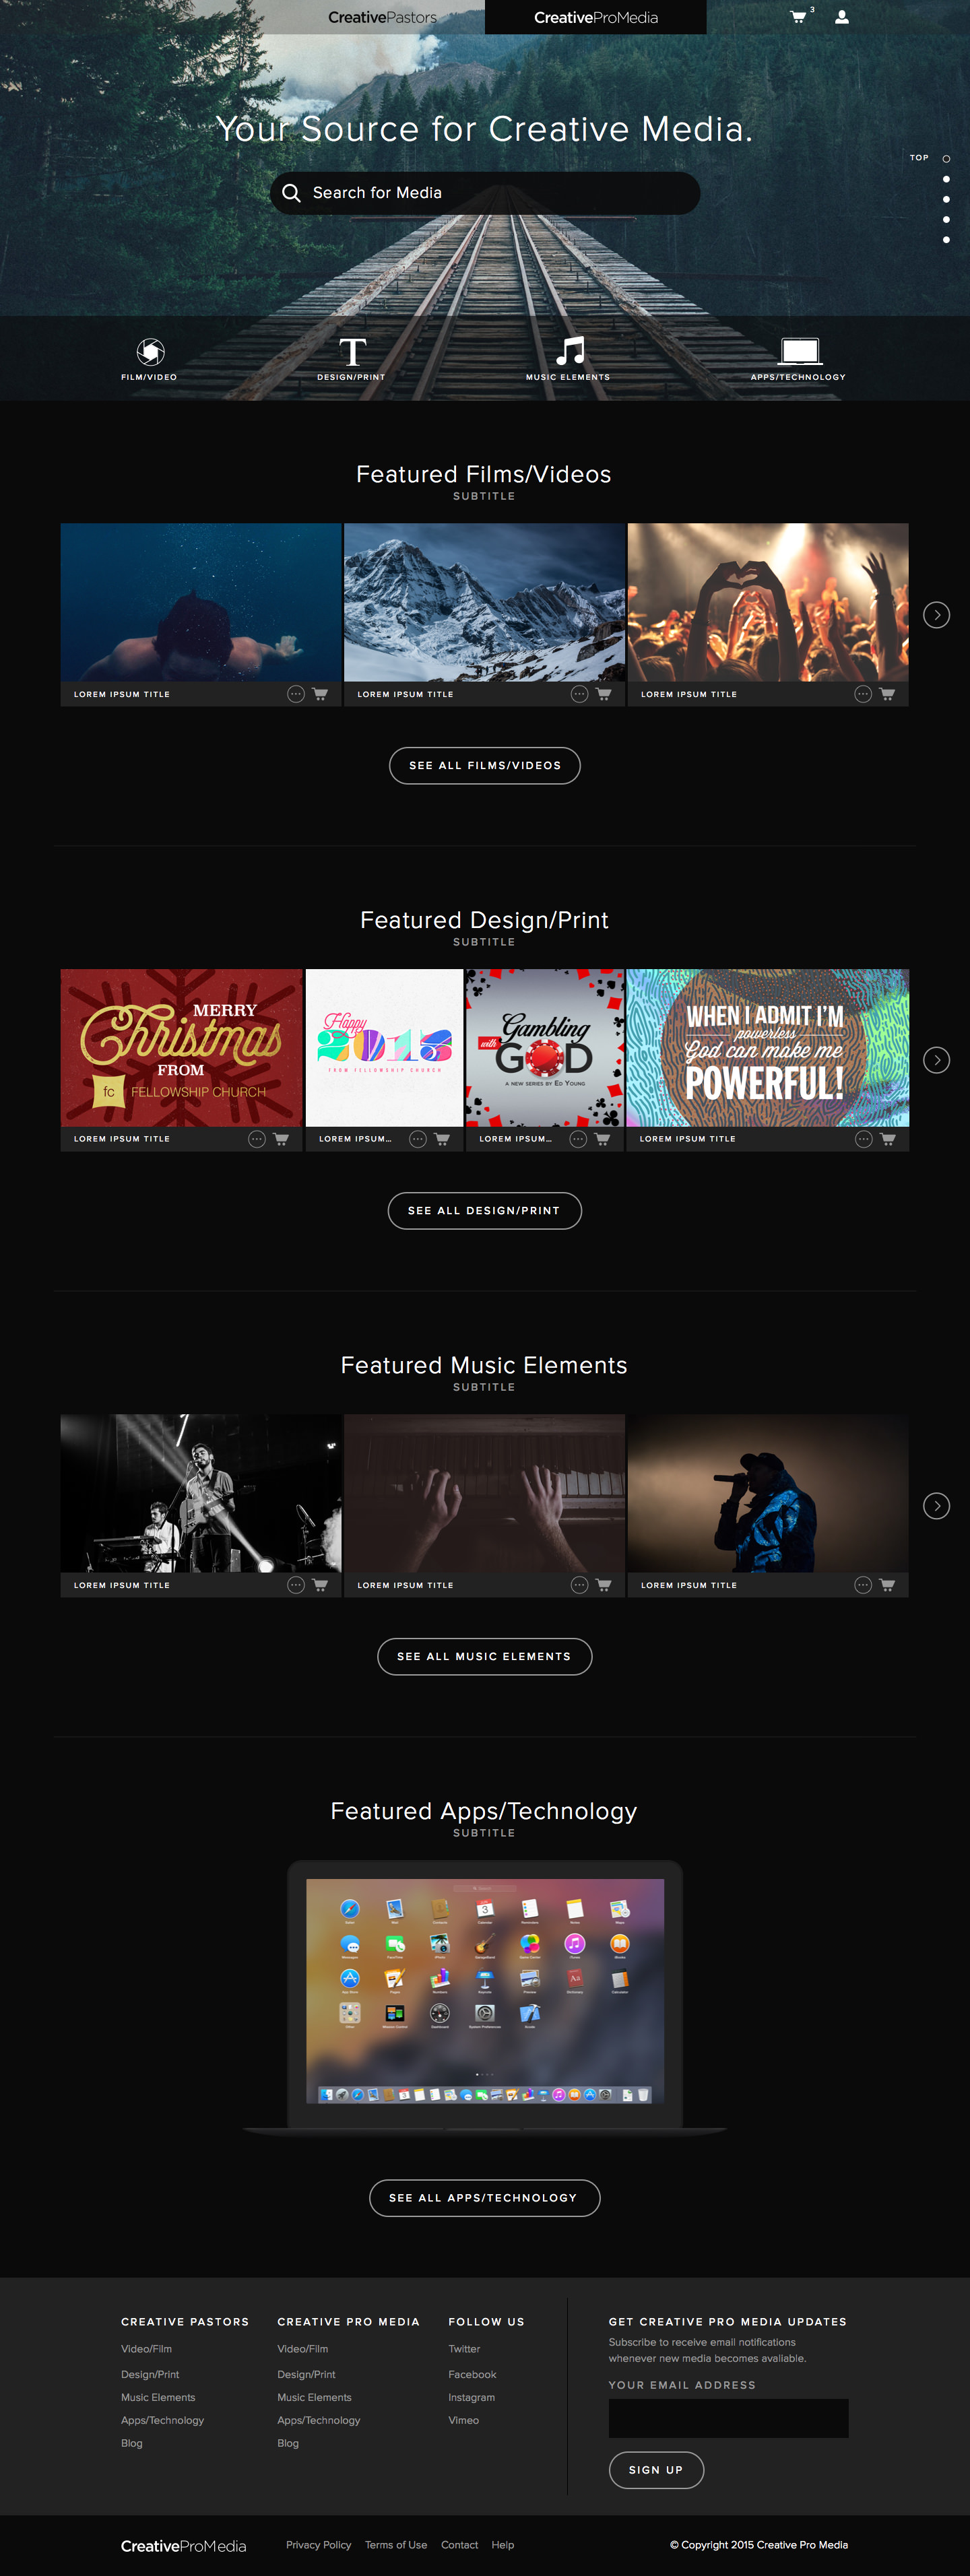 CreativePastors
CreativeProMedia
3
Your Source for Creative Media.
TOP
Search for Media
FILM/VIDEO
DESIGN/PRINT
MUSIC ELEMENTS
APPS/TECHNOLOGY
Featured Films/Videos
SUBTITLE
LOREM IPSUM TITLE
LOREM IPSUM TITLE
LOREM IPSUM TITLE
SEE ALL FILMS/VIDEOS
Featured Design/Print
SUBTITLE
MERRY
Christmas
FROM
fc FELLOWSHIP CHURCH
Happy
2015
FROM FELLOWSHIP CHURCH
Gambling
with
GOD
A NEW SERIES BY ED YOUNG
WHEN I ADMIT I'M
powerless
God can make me
POWERFUL!
LOREM IPSUM TITLE
LOREM IPSUM...
LOREM IPSUM...
LOREM IPSUM TITLE
SEE ALL DESIGN/PRINT
Featured Music Elements
SUBTITLE
LOREM IPSUM TITLE
LOREM IPSUM TITLE
LOREM IPSUM TITLE
SEE ALL MUSIC ELEMENTS
Featured Apps/Technology
SUBTITLE
SEE ALL APPS/TECHNOLOGY
CREATIVE PASTORS
Video/Film
Design/Print
Music Elements
Apps/Technology
Blog
CREATIVE PRO MEDIA
Video/Film
Design/Print
Music Elements
Apps/Technology
Blog
FOLLOW US
Twitter
Facebook
Instagram
Vimeo
GET CREATIVE PRO MEDIA UPDATES
Subscribe to receive email notifications
whenever new media becomes available.
YOUR EMAIL ADDRESS
SIGN UP
CreativeProMedia
Privacy Policy
Terms of Use
Contact
Help
© Copyright 2015 Creative Pro Media